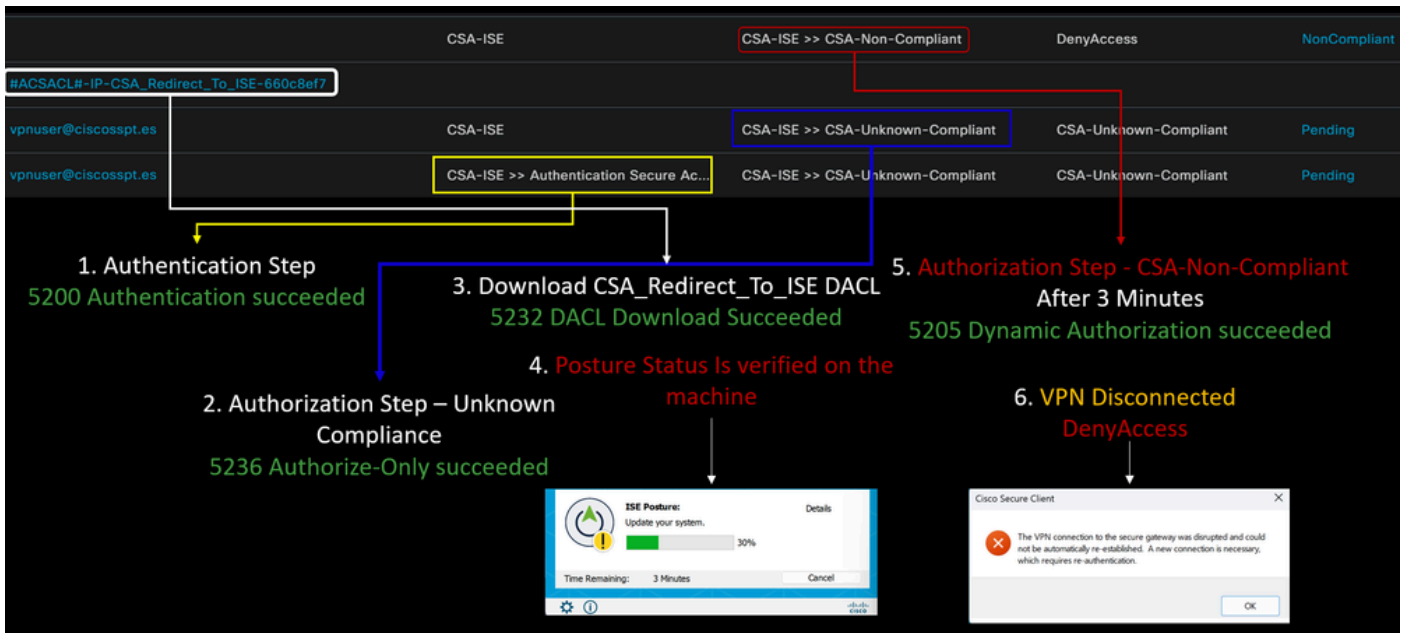 CSA-ISE CSA-ISE >> CSA-Non-Compliant DenyAccess NonCompliant
#ACSACL#-IP-CSA_Redirect_To_ISE-660c8ef7
vpnuser@ciscosspt.es CSA-ISE CSA-ISE >> CSA-Unknown-Compliant CSA-Unknown-Compliant Pending
vpnuser@ciscosspt.es CSA-ISE >> Authentication Secure Ac... CSA-ISE >> CSA-Unknown-Compliant CSA-Unknown-Compliant Pending
1. Authentication Step
5200 Authentication succeeded
2. Authorization Step – Unknown
Compliance
5236 Authorize-Only succeeded
3. Download CSA_Redirect_To_ISE DACL
5232 DACL Download Succeeded
4. Posture Status Is verified on the
machine
ISE Posture:
Details
Update your system.
30%
Time Remaining: 3 Minutes
Cancel
cisco
5. Authorization Step - CSA-Non-Compliant
After 3 Minutes
5205 Dynamic Authorization succeeded
6. VPN Disconnected
DenyAccess
Cisco Secure Client
The VPN connection to the secure gateway was disrupted and could
not be automatically re-established. A new connection is necessary,
which requires re-authentication.
OK